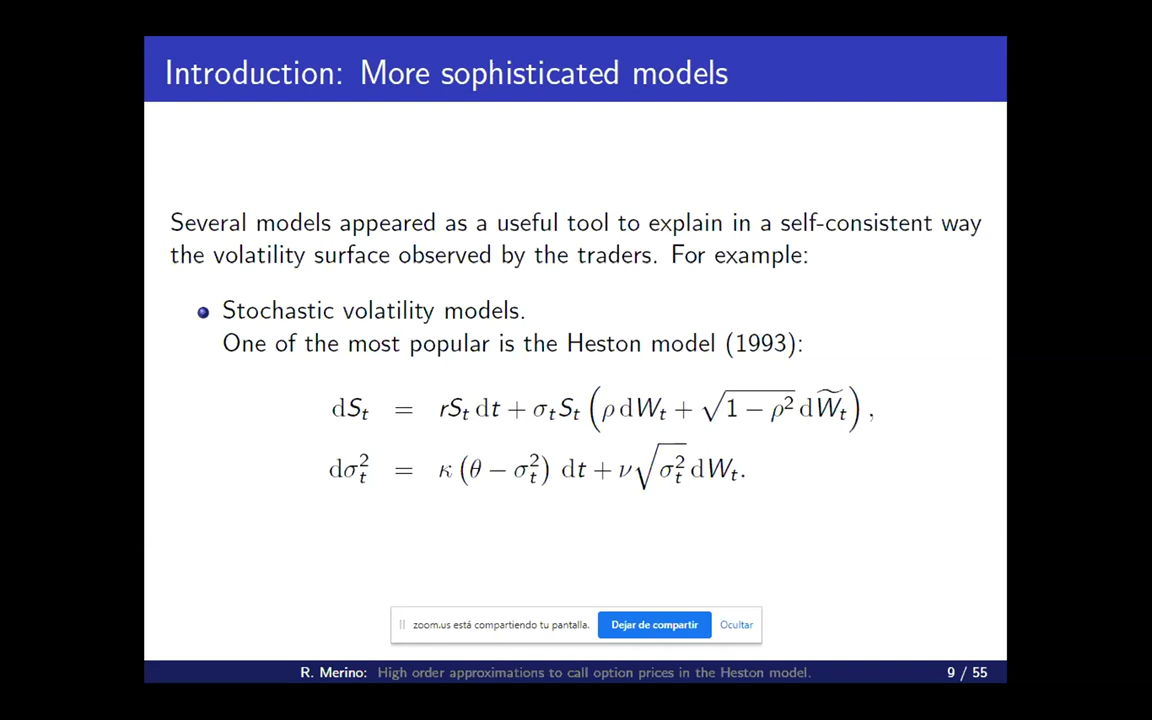 Introduction: More sophisticated models
Several models appeared as a useful tool to explain in a self-consistent way
the volatility surface observed by the traders. For example:
Stochastic volatility models.
One of the most popular is the Heston model (1993):
dS_t = rS_t dt + σ_t S_t (ρ dW_t + √(1 − ρ²) dW̃_t),
dσ_t² = κ (θ − σ_t²) dt + ν√(σ_t²) dW_t.
zoom.us está compartiendo tu pantalla. Dejar de compartir Ocultar
R. Merino: High order approximations to call option prices in the Heston model. 9 / 55